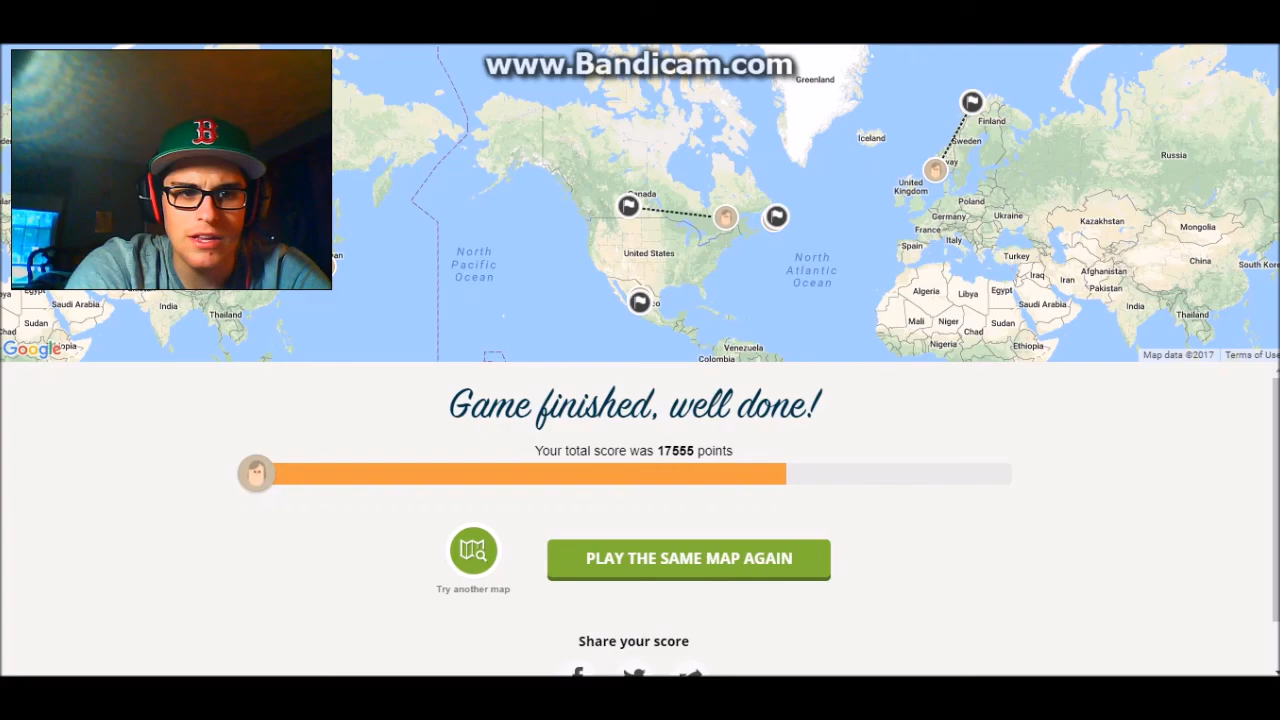 www.Bandicam.com
Greenland
Iceland
Finland
Sweden
Russia
United
Kingdom
Poland
Germany
Ukraine
France
Spain
Italy
Turkey
Kazakhstan
Mongolia
China
South Kor
Iraq
Iran
Afghanistan
Pakistan
India
Thailand
Algeria
Libya
Egypt
Saudi Arabia
Mali
Niger
Chad
Sudan
Nigeria
Ethiopia
North
Pacific
Ocean
United States
North
Atlantic
Ocean
Venezuela
Colombia
Saudi Arabia
Sudan
India
Thailand
Google
Map data ©2017
Terms of Use
B
Game finished, well done!
Your total score was 17555 points
Try another map
PLAY THE SAME MAP AGAIN
Share your score